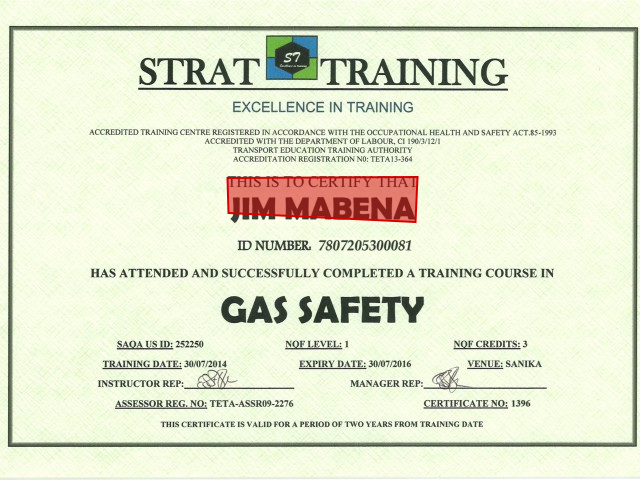 STRAT ST TRAINING
EXCELLENCE IN TRAINING
ACCREDITED TRAINING CENTRE REGISTERED IN ACCORDANCE WITH THE OCCUPATIONAL HEALTH AND SAFETY ACT.85-1993
ACCREDITED WITH THE DEPARTMENT OF LABOUR, CI 190/3/12/1
TRANSPORT EDUCATION TRAINING AUTHORITY
ACCREDITATION REGISTRATION N0: TETA13-364
THIS IS TO CERTIFY THAT
JIM MABENA
ID NUMBER: 7807205300081
HAS ATTENDED AND SUCCESSFULLY COMPLETED A TRAINING COURSE IN
GAS SAFETY
SAQA US ID: 252250 NQF LEVEL: 1 NQF CREDITS: 3
TRAINING DATE: 30/07/2014 EXPIRY DATE: 30/07/2016 VENUE: SANIKA
INSTRUCTOR REP: MANAGER REP:
ASSESSOR REG. NO: TETA-ASSR09-2276 CERTIFICATE NO: 1396
THIS CERTIFICATE IS VALID FOR A PERIOD OF TWO YEARS FROM TRAINING DATE